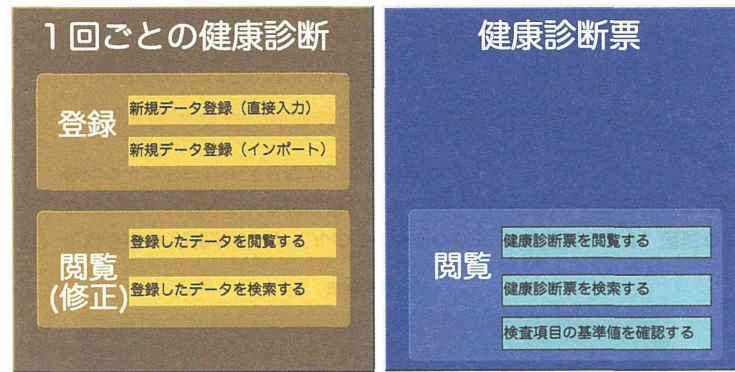 1回ごとの健康診断
登録
新規データ登録（直接入力）
新規データ登録（インポート）
閲覧
(修正)
登録したデータを閲覧する
登録したデータを検索する
健康診断票
閲覧
健康診断票を閲覧する
健康診断票を検索する
検査項目の基準値を確認する